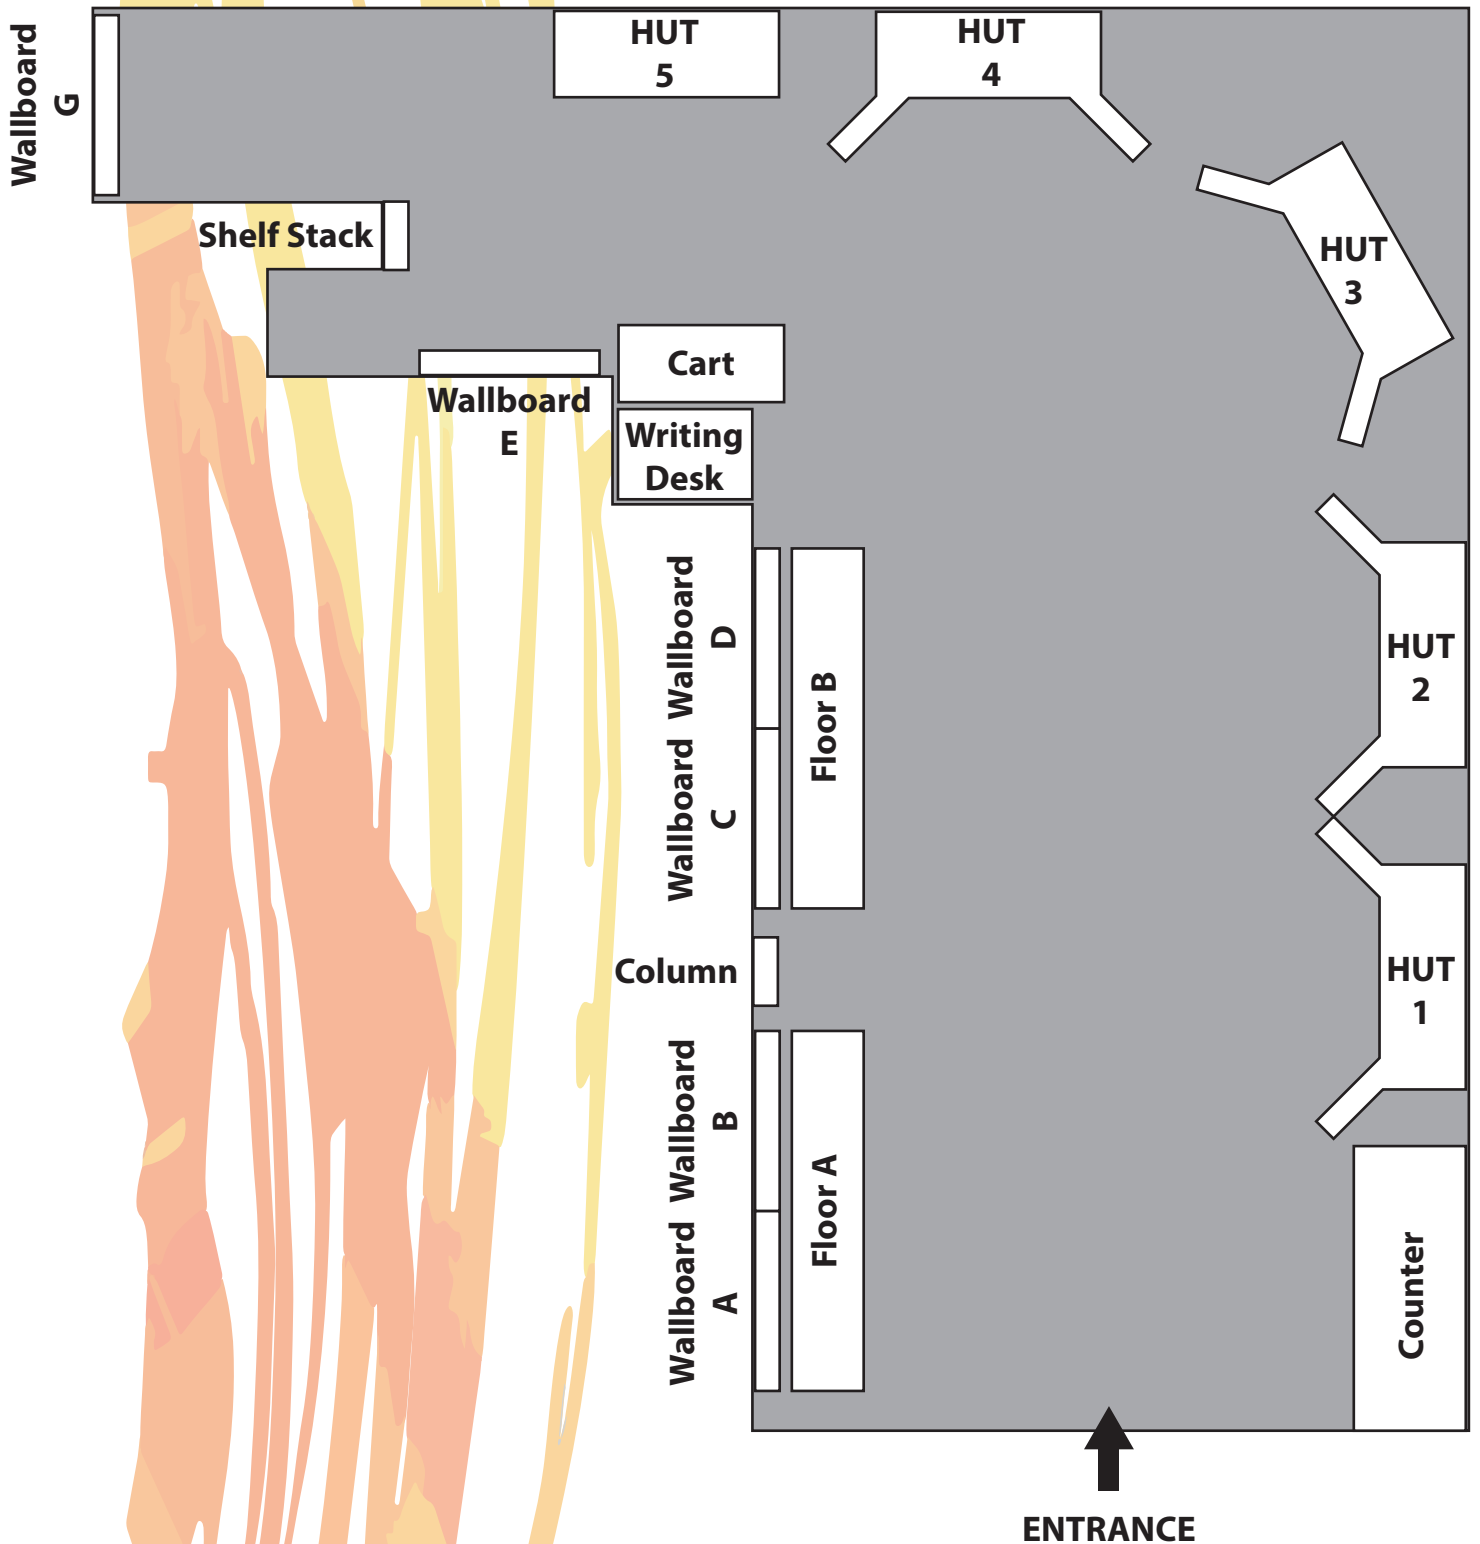 Wallboard
G
HUT
5
HUT
4
HUT
3
Shelf Stack
Cart
Wallboard
E
Writing
Desk
Wallboard
D
Floor B
HUT
2
Wallboard
C
Column
HUT
1
Wallboard
B
Floor A
Wallboard
A
Counter
ENTRANCE